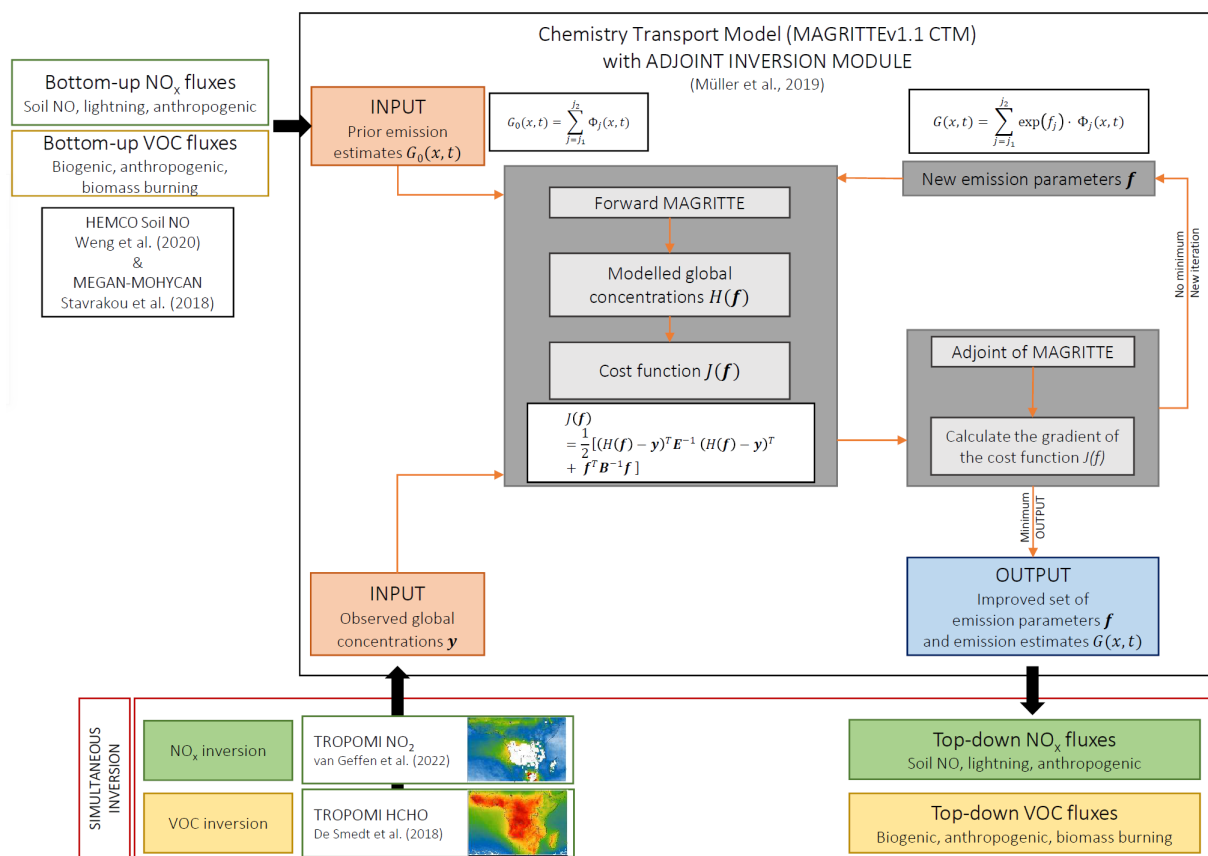 Chemistry Transport Model (MAGRITTEv1.1 CTM)
with ADJOINT INVERSION MODULE
(Müller et al., 2019)
Bottom-up NOₓ fluxes
Soil NO, lightning, anthropogenic
Bottom-up VOC fluxes
Biogenic, anthropogenic,
biomass burning
HEMCO Soil NO
Weng et al. (2020)
&
MEGAN-MOHYCAN
Stavrakou et al. (2018)
INPUT
Prior emission
estimates G₀(x, t)
G₀(x, t) = ∑_{j=j₁}^{j₂} Φⱼ(x, t)
G(x, t) = ∑_{j=j₁}^{j₂} exp(fⱼ) · Φⱼ(x, t)
New emission parameters f
Forward MAGRITTE
Modelled global
concentrations H(f)
Cost function J(f)
J(f)
= 1/2 [(H(f) − y)ᵀ E⁻¹ (H(f) − y)ᵀ
+ fᵀ B⁻¹ f ]
Adjoint of MAGRITTE
Calculate the gradient of
the cost function J(f)
No minimum
New iteration
Minimum
OUTPUT
INPUT
Observed global
concentrations y
OUTPUT
Improved set of
emission parameters f
and emission estimates G(x, t)
SIMULTANEOUS
INVERSION
NOₓ inversion
TROPOMI NO₂
van Geffen et al. (2022)
VOC inversion
TROPOMI HCHO
De Smedt et al. (2018)
Top-down NOₓ fluxes
Soil NO, lightning, anthropogenic
Top-down VOC fluxes
Biogenic, anthropogenic, biomass burning